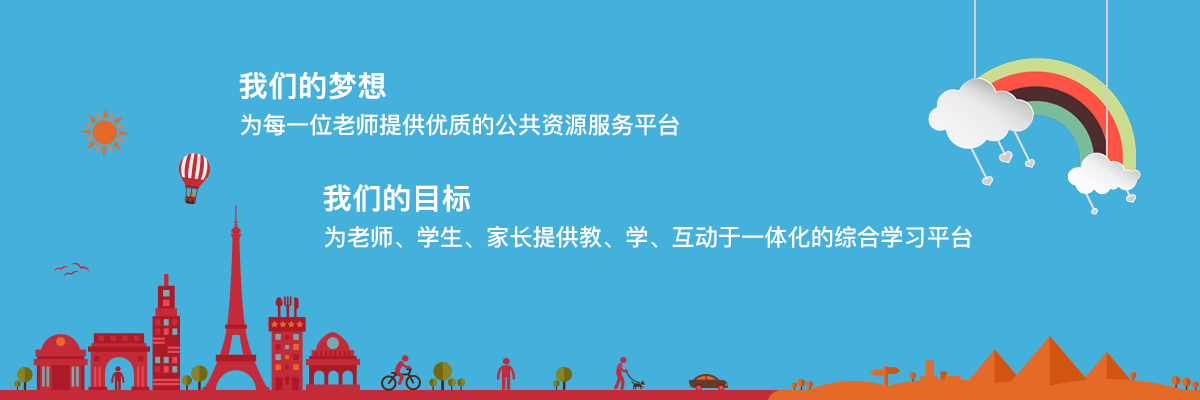 我们的梦想
为每一位老师提供优质的公共资源服务平台
我们的目标
为老师、学生、家长提供教、学、互动于一体化的综合学习平台